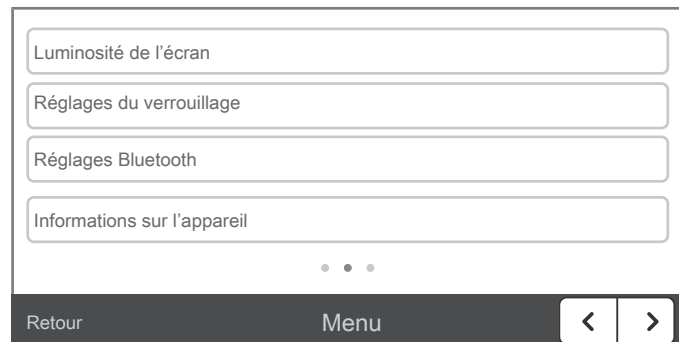 Luminosité de l’écran
Réglages du verrouillage
Réglages Bluetooth
Informations sur l’appareil
Retour Menu